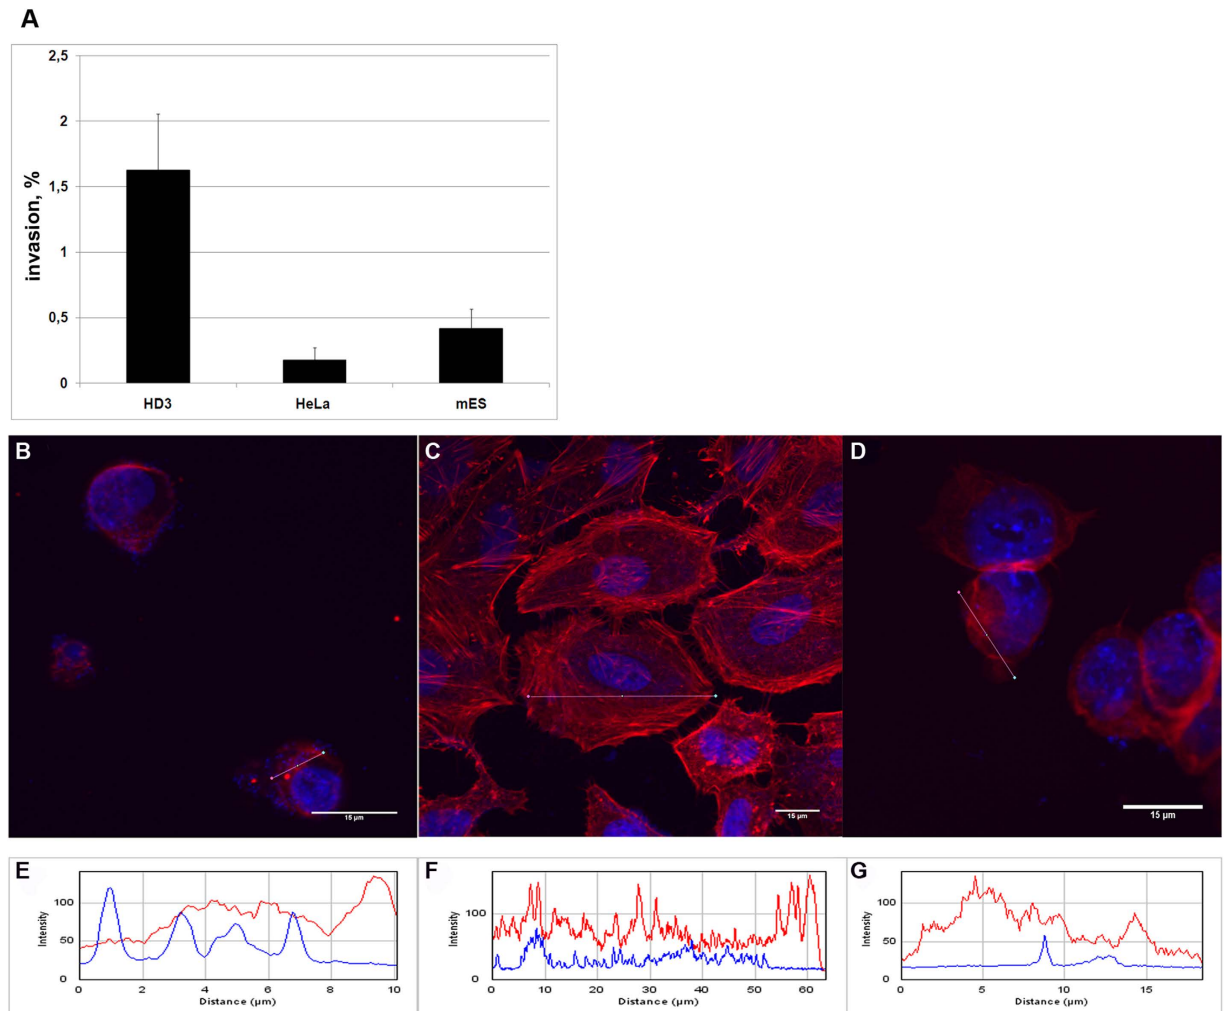 A
2,5
2
1,5
1
0,5
0
invasion, %
HD3 HeLa mES
B
15 µm
C
15 µm
D
15 µm
E
Intensity
100
50
0
0 2 4 6 8 10
Distance (µm)
F
Intensity
100
0
0 10 20 30 40 50 60
Distance (µm)
G
Intensity
100
50
0
0 5 10 15
Distance (µm)